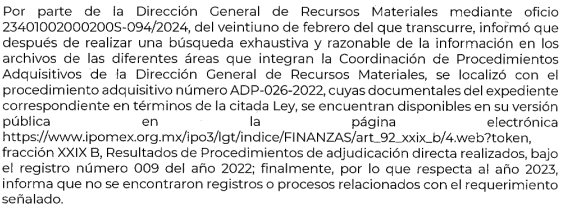 Por parte de la Dirección General de Recursos Materiales mediante oficio
23401002000200S-094/2024, del veintiuno de febrero del que transcurre, informó que
después de realizar una búsqueda exhaustiva y razonable de la información en los
archivos de las diferentes áreas que integran la Coordinación de Procedimientos
Adquisitivos de la Dirección General de Recursos Materiales, se localizó con el
procedimiento adquisitivo número ADP-026-2022, cuyas documentales del expediente
correspondiente en términos de la citada Ley, se encuentran disponibles en su versión
pública en la página electrónica
https://www.ipomex.org.mx/ipo3/lgt/indice/FINANZAS/art_92_xxix_b/4.web?token,
fracción XXIX B, Resultados de Procedimientos de adjudicación directa realizados, bajo
el registro número 009 del año 2022; finalmente, por lo que respecta al año 2023,
informa que no se encontraron registros o procesos relacionados con el requerimiento
señalado.